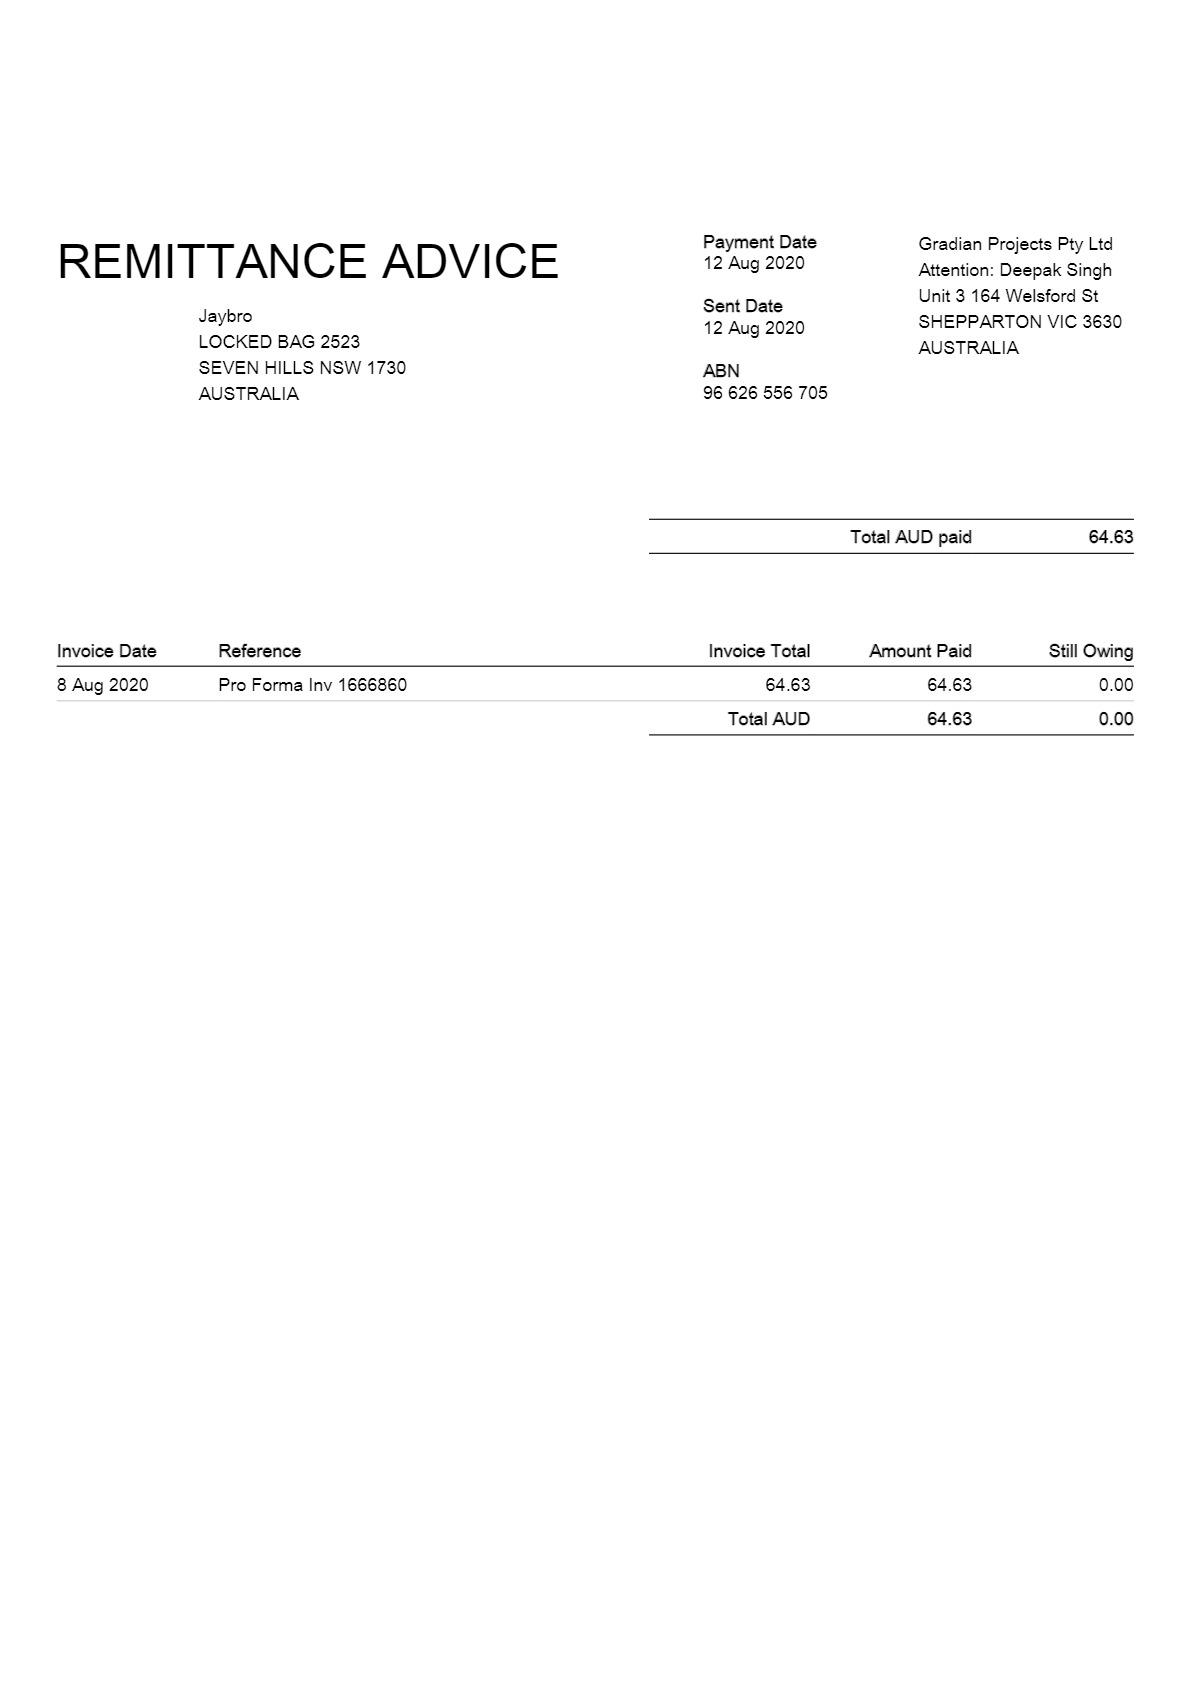 REMITTANCE ADVICE
Jaybro
LOCKED BAG 2523
SEVEN HILLS NSW 1730
AUSTRALIA
Payment Date
12 Aug 2020
Sent Date
12 Aug 2020
ABN
96 626 556 705
Gradian Projects Pty Ltd
Attention: Deepak Singh
Unit 3 164 Welsford St
SHEPPARTON VIC 3630
AUSTRALIA
Total AUD paid 64.63
Invoice Date Reference Invoice Total Amount Paid Still Owing
8 Aug 2020 Pro Forma Inv 1666860 64.63 64.63 0.00
Total AUD 64.63 0.00